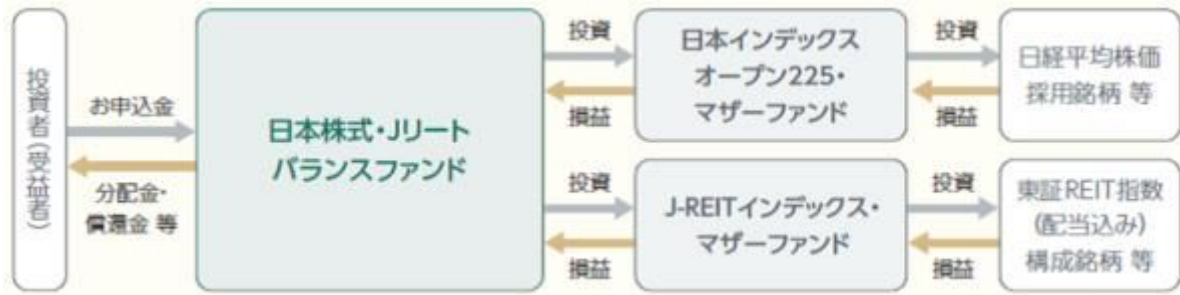 投資者(受益者)
お申込金
分配金・
償還金 等
日本株式・Jリート
バランスファンド
投資
損益
日本インデックス
オープン225・
マザーファンド
投資
損益
日経平均株価
採用銘柄 等
投資
損益
J-REITインデックス・
マザーファンド
投資
損益
東証REIT指数
(配当込み)
構成銘柄 等